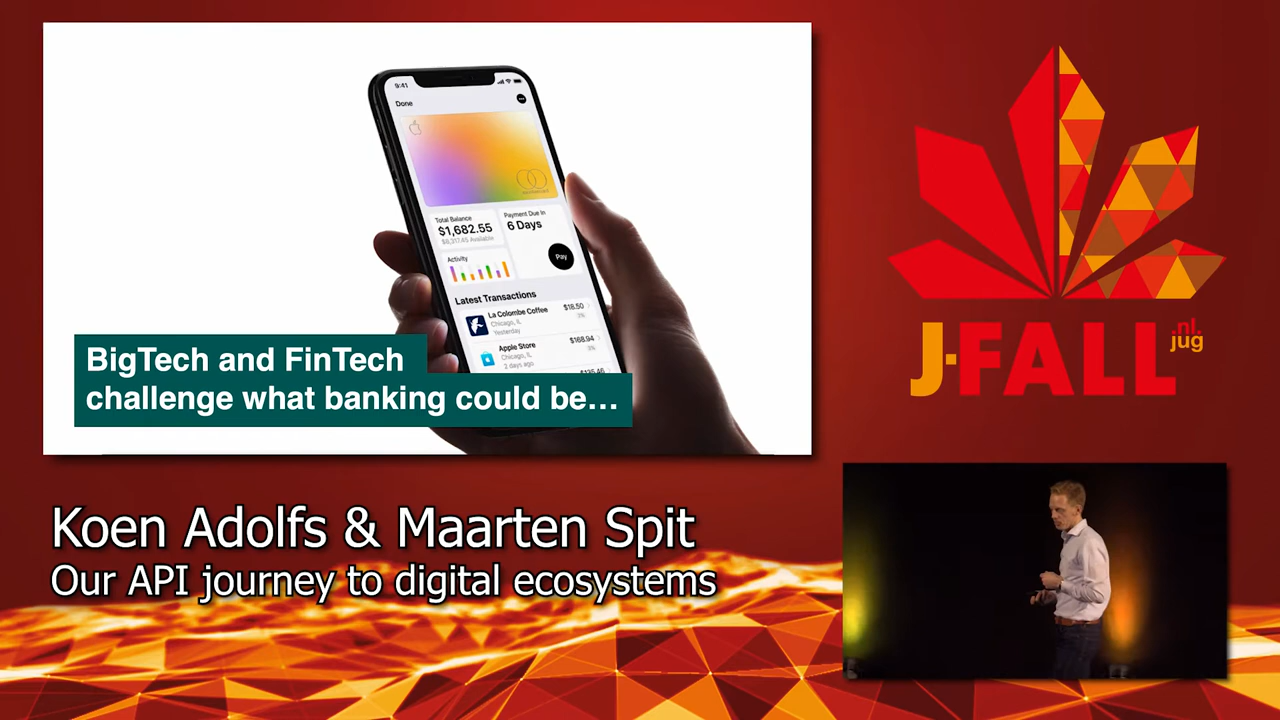 9:41
Done
Total Balance
$1,682.55
$8,317.45 Available
Payment Due In
6 Days
Activity
Pay
Latest Transactions
La Colombe Coffee
$18.50
Chicago, IL
Yesterday
Apple Store
$168.94
Chicago, IL
2 days ago
BigTech and FinTech
challenge what banking could be...
J-FALL
nl
jug
Koen Adolfs & Maarten Spit
Our API journey to digital ecosystems